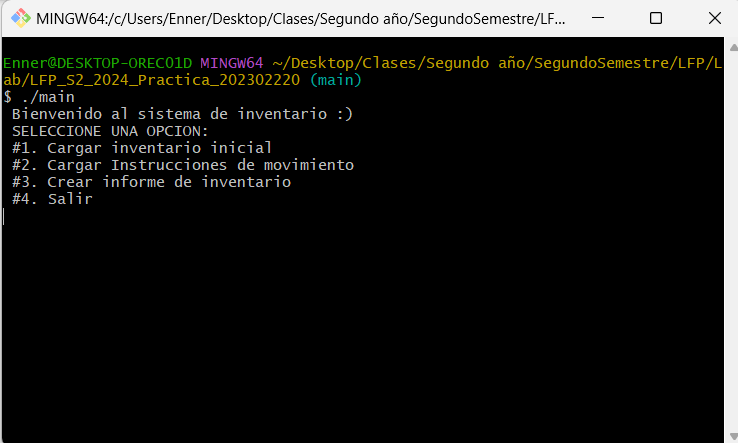 MINGW64:/c/Users/Enner/Desktop/Clases/Segundo año/SegundoSemestre/LF...
Enner@DESKTOP-OREC01D MINGW64 ~/Desktop/Clases/Segundo año/SegundoSemestre/LFP/L
ab/LFP_S2_2024_Practica_202302220 (main)
$ ./main
Bienvenido al sistema de inventario :)
SELECCIONE UNA OPCION:
#1. Cargar inventario inicial
#2. Cargar Instrucciones de movimiento
#3. Crear informe de inventario
#4. Salir